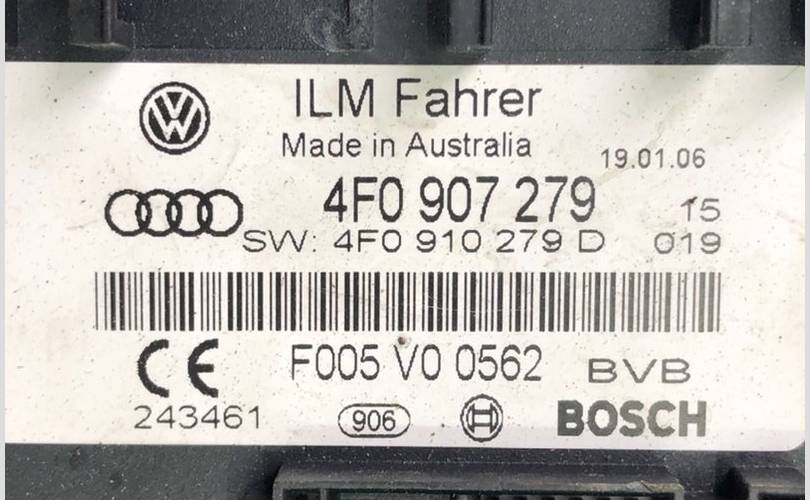 ILM Fahrer
Made in Australia
19.01.06
4F0 907 279 15
SW: 4F0 910 279 D 019
CE F005 V0 0562 BVB
243461 906 BOSCH